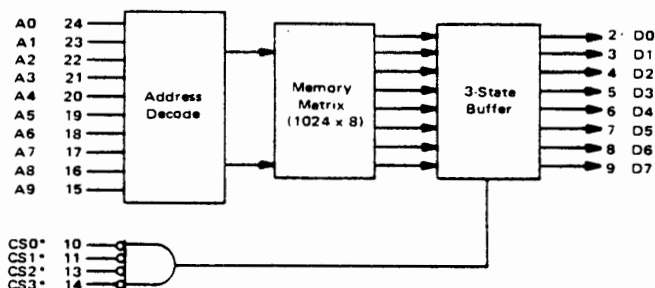 A0 24
A1 23
A2 22
A3 21
A4 20
A5 19
A6 18
A7 17
A8 16
A9 15
Address
Decode
Memory
Matrix
(1024 x 8)
3-State
Buffer
2 D0
3 D1
4 D2
5 D3
6 D4
7 D5
8 D6
9 D7
CS0* 10
CS1* 11
CS2* 13
CS3* 14